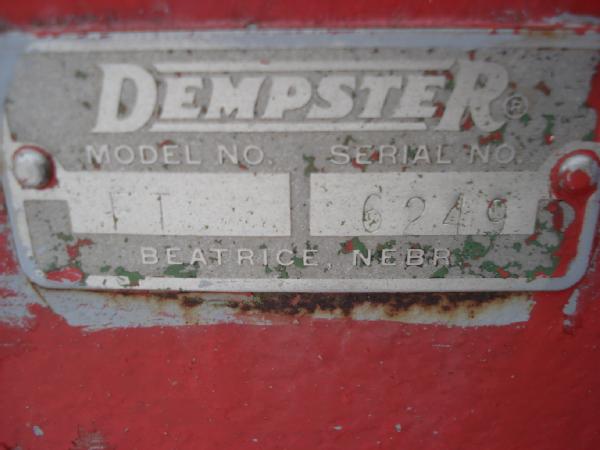 DEMPSTER®
MODEL NO. SERIAL NO.
FT 6249
BEATRICE, NEBR.